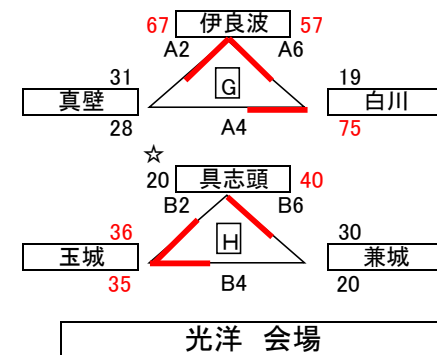 67 伊良波 57
A2 A6
31 G 19
真壁 白川
28 A4 75
☆
20 具志頭 40
B2 B6
36 H 30
玉城 兼城
35 B4 20
光洋 会場